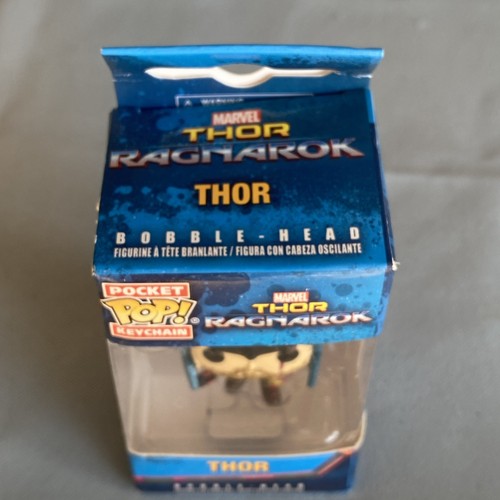 ⚠ WARNING
MARVEL
THOR
RAGNAROK
THOR
BOBBLE-HEAD
FIGURINE À TÊTE BRANLANTE / FIGURA CON CABEZA OSCILANTE
POCKET
POP!®
KEYCHAIN
MARVEL
THOR
RAGNAROK
THOR